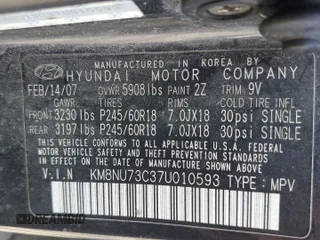 MANUFACTURED IN KOREA BY
HYUNDAI MOTOR COMPANY
FEB/14/07 GVWR 5908lbs PAINT 2Z TRIM 9V
GAWR TIRES RIMS COLD TIRE INFL
FRONT 3230lbs P245/60R18 7.0JX18 30psi SINGLE
REAR 3197lbs P245/60R18 7.0JX18 30psi SINGLE
THIS VEHICLE CONFORMS TO ALL APPLICABLE FEDERAL
MOTOR VEHICLE SAFETY AND THEFT PREVENTION
STANDARDS IN EFFECT ON THE DATE OF
MANUFACTURE SHOWN ABOVE.
V.I.N : KM8NU73C37U010593 TYPE : MPV